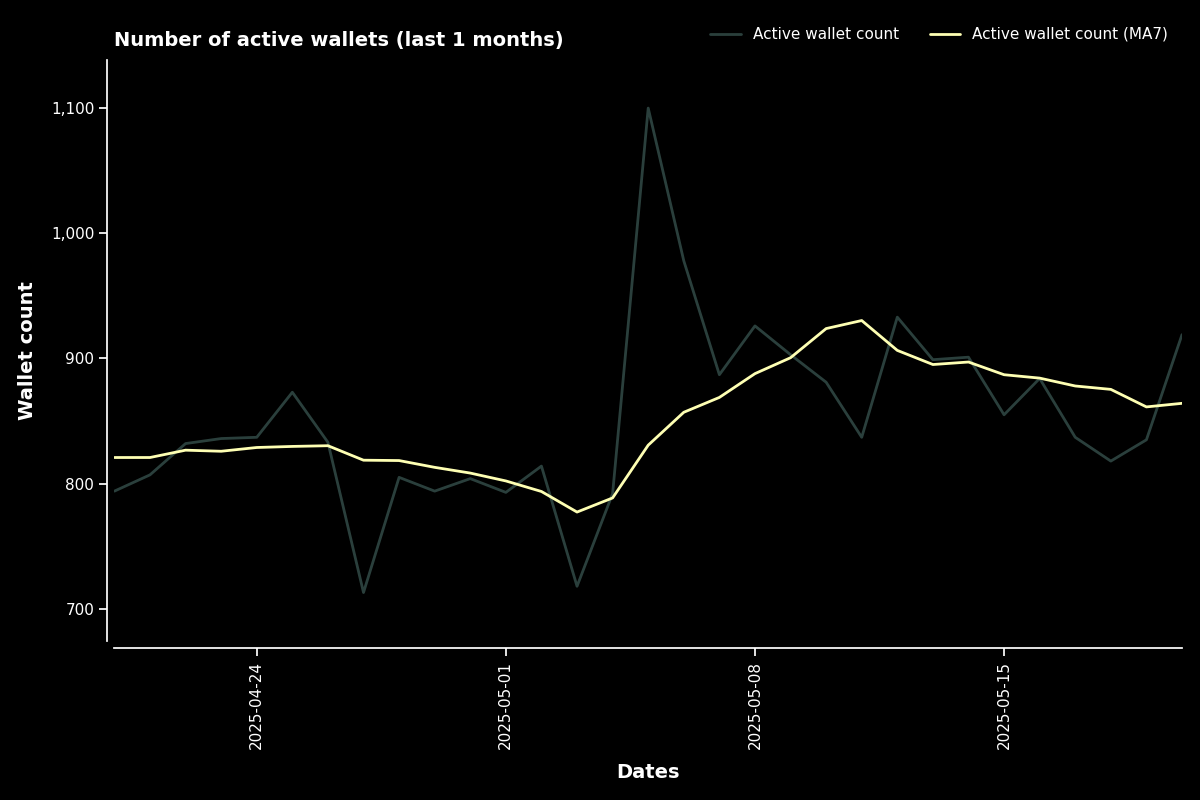 Number of active wallets (last 1 months)
Active wallet count
Active wallet count (MA7)
Wallet count
1,100
1,000
900
800
700
2025-04-24
2025-05-01
2025-05-08
2025-05-15
Dates